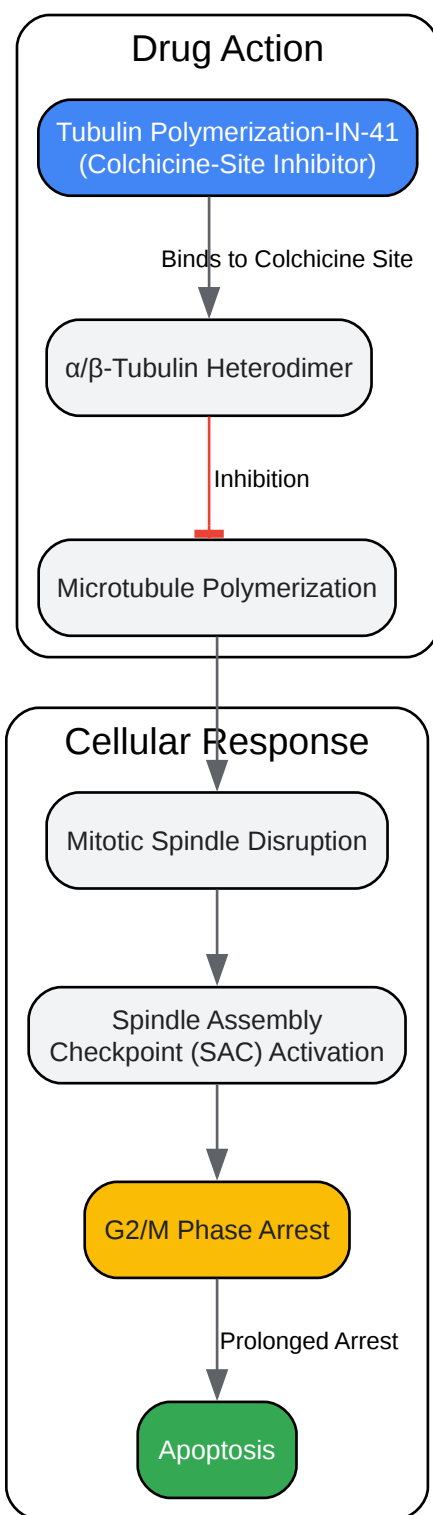 Drug Action
Tubulin Polymerization-IN-41
(Colchicine-Site Inhibitor)
Binds to Colchicine Site
α/β-Tubulin Heterodimer
Inhibition
Microtubule Polymerization
Cellular Response
Mitotic Spindle Disruption
Spindle Assembly
Checkpoint (SAC) Activation
G2/M Phase Arrest
Prolonged Arrest
Apoptosis